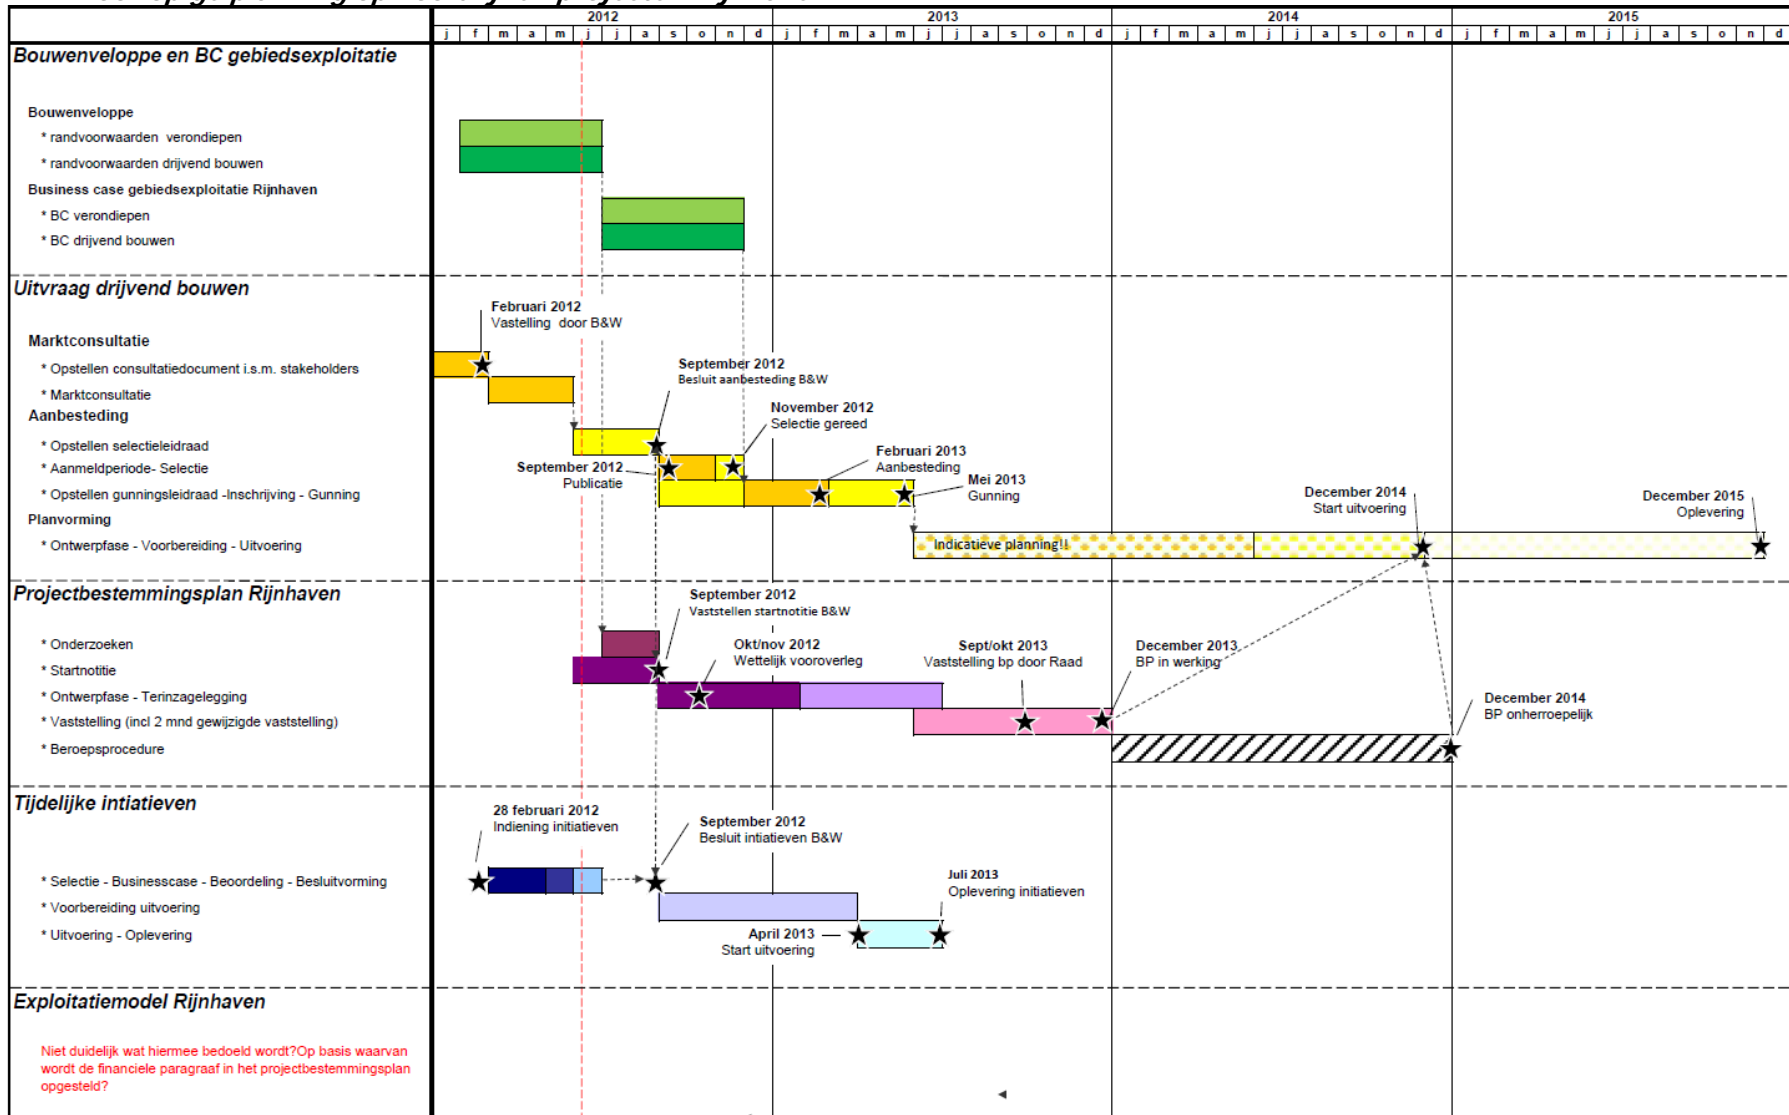 2012 2013 2014 2015
j f m a m j j a s o n d j f m a m j j a s o n d j f m a m j j a s o n d j f m a m j j a s o n d
Bouwenveloppe en BC gebiedsexploitatie
Bouwenveloppe
* randvoorwaarden verondiepen
* randvoorwaarden drijvend bouwen
Business case gebiedsexploitatie Rijnhaven
* BC verondiepen
* BC drijvend bouwen
Uitvraag drijvend bouwen
Februari 2012
Vastelling door B&W
Marktconsultatie
* Opstellen consultatiedocument i.s.m. stakeholders
September 2012
Besluit aanbesteding B&W
* Marktconsultatie
Aanbesteding
November 2012
Selectie gereed
* Opstellen selectieleidraad
Februari 2013
Aanbesteding
* Aanmeldperiode- Selectie
September 2012
Publicatie
Mei 2013
Gunning
* Opstellen gunningsleidraad -Inschrijving - Gunning
December 2014
Start uitvoering
December 2015
Oplevering
Planvorming
* Ontwerpfase - Voorbereiding - Uitvoering
Indicatieve planning!!
Projectbestemmingsplan Rijnhaven
September 2012
Vaststellen startnotitie B&W
* Onderzoeken
Okt/nov 2012
Wettelijk vooroverleg
Sept/okt 2013
Vaststelling bp door Raad
December 2013
BP in werking
* Startnotitie
* Ontwerpfase - Terinzagelegging
December 2014
BP onherroepelijk
* Vaststelling (incl 2 mnd gewijzigde vaststelling)
* Beroepsprocedure
Tijdelijke intiatieven
28 februari 2012
Indiening initiatieven
September 2012
Besluit intiatieven B&W
* Selectie - Businesscase - Beoordeling - Besluitvorming
Juli 2013
Oplevering initiatieven
* Voorbereiding uitvoering
* Uitvoering - Oplevering
April 2013
Start uitvoering
Exploitatiemodel Rijnhaven
Niet duidelijk wat hiermee bedoeld wordt?Op basis waarvan
wordt de financiele paragraaf in het projectbestemmingsplan
opgesteld?